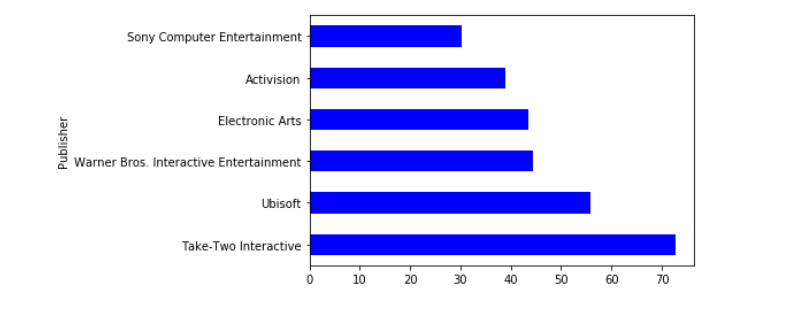 Sony Computer Entertainment
Activision
Electronic Arts
Publisher
Warner Bros. Interactive Entertainment
Ubisoft
Take-Two Interactive
0 10 20 30 40 50 60 70